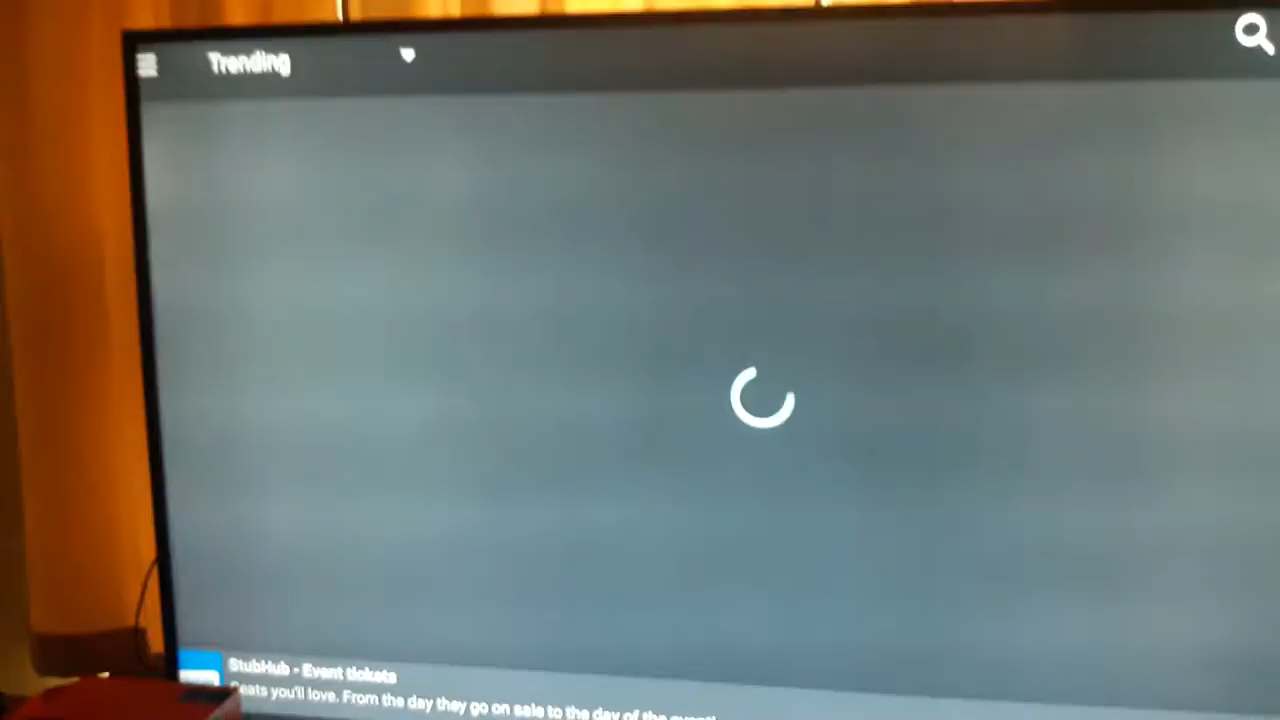 Trending
StubHub - Event tickets
Seats you'll love. From the day they go on sale to the day of the event!